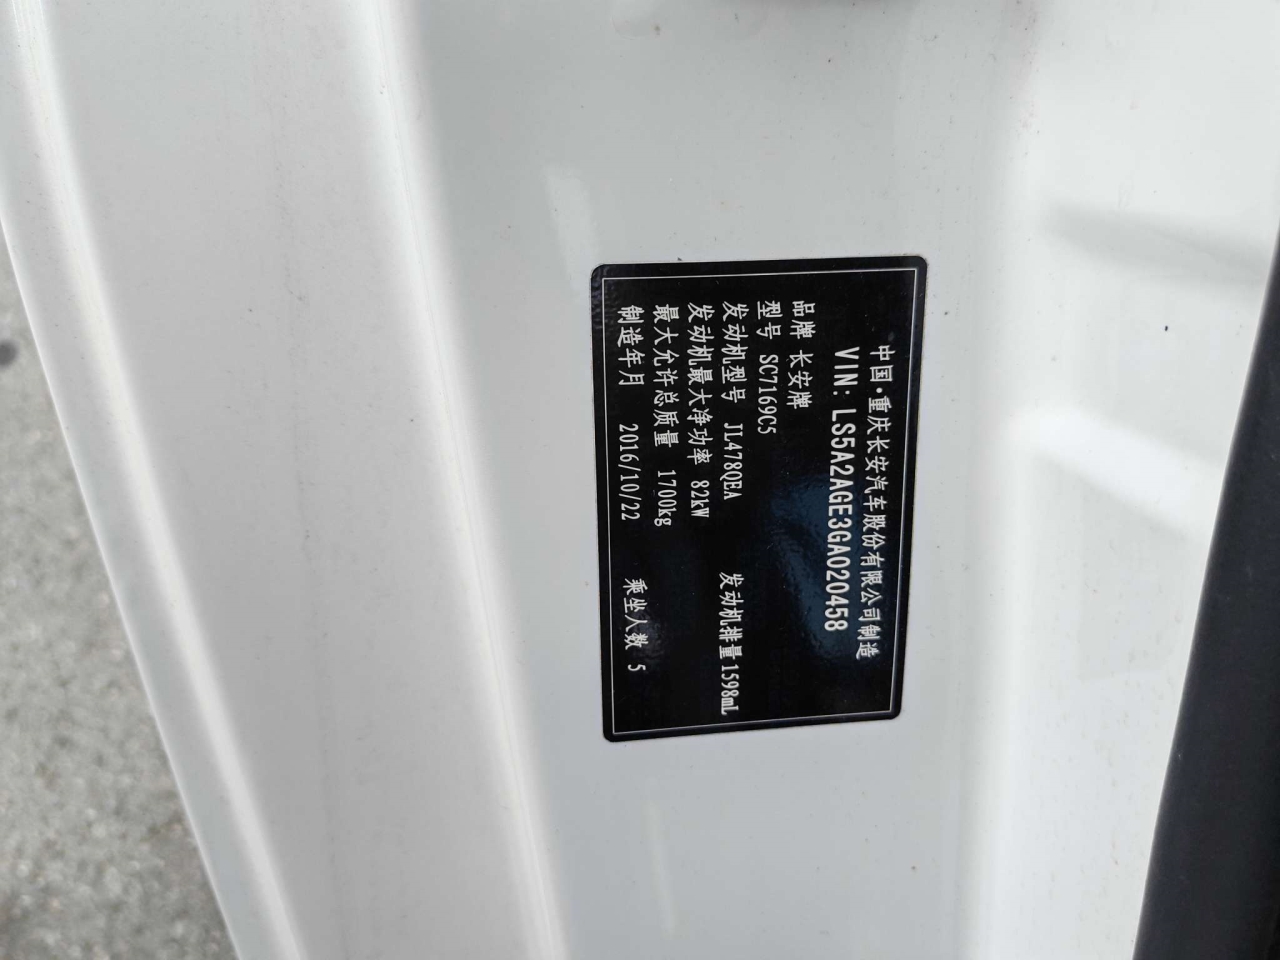 中国·重庆长安汽车股份有限公司制造
VIN: LS5A2AGE3GA020458
品牌 长安牌
型号 SC7169C5
发动机型号 JL478QEA 发动机排量 1598mL
发动机最大净功率 82kW
最大允许总质量 1700kg
制造年月 2016/10/22 乘坐人数 5